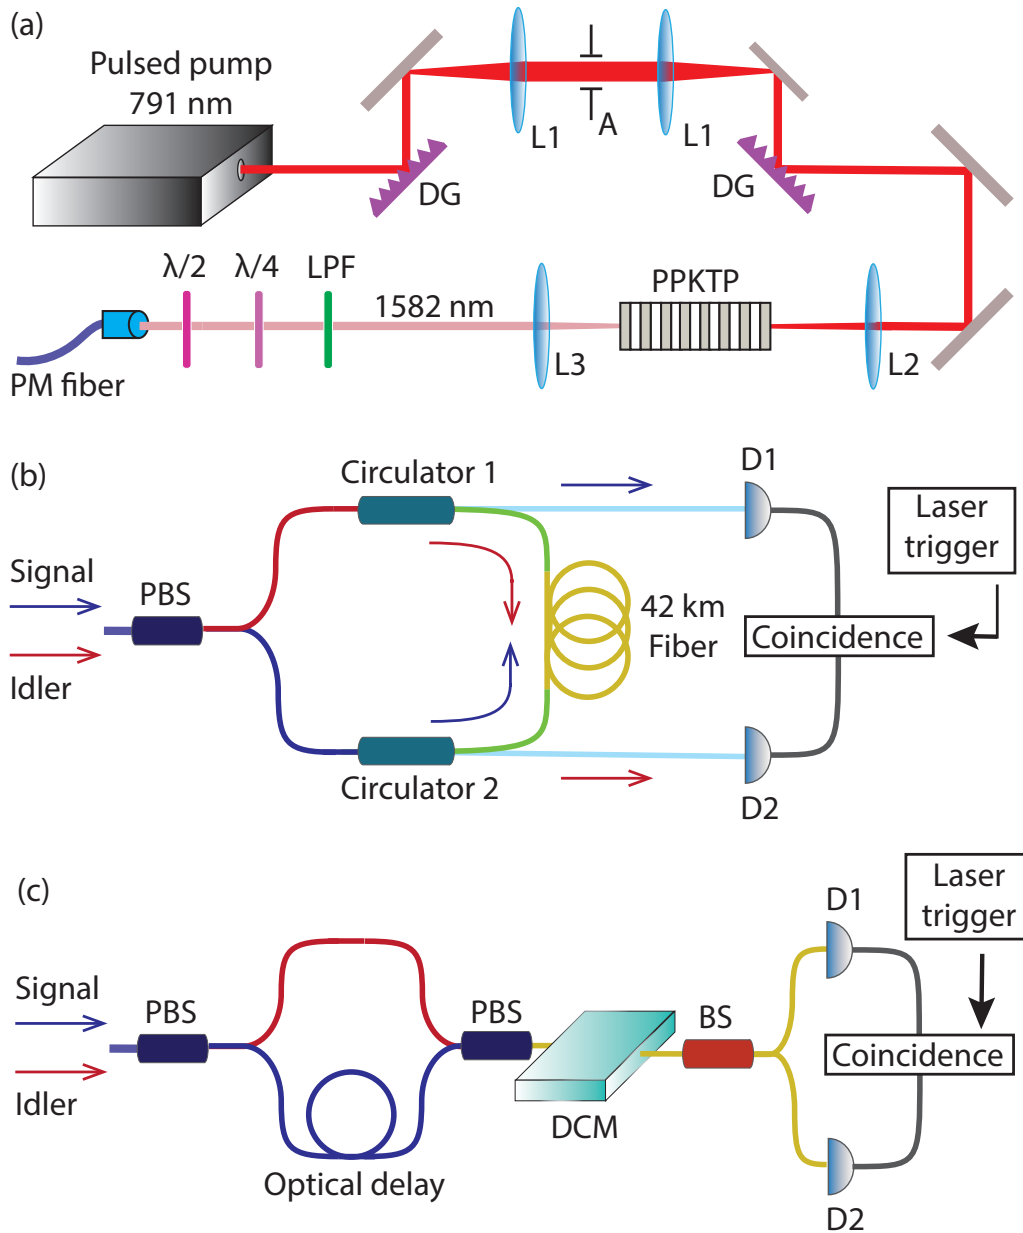 (a)
Pulsed pump
791 nm
L1
A
L1
DG
DG
λ/2
λ/4
LPF
1582 nm
PPKTP
PM fiber
L3
L2
(b)
Circulator 1
D1
Laser
trigger
Signal
PBS
42 km
Fiber
Coincidence
Idler
Circulator 2
D2
(c)
D1
Laser
trigger
Signal
PBS
PBS
BS
Coincidence
Idler
DCM
Optical delay
D2